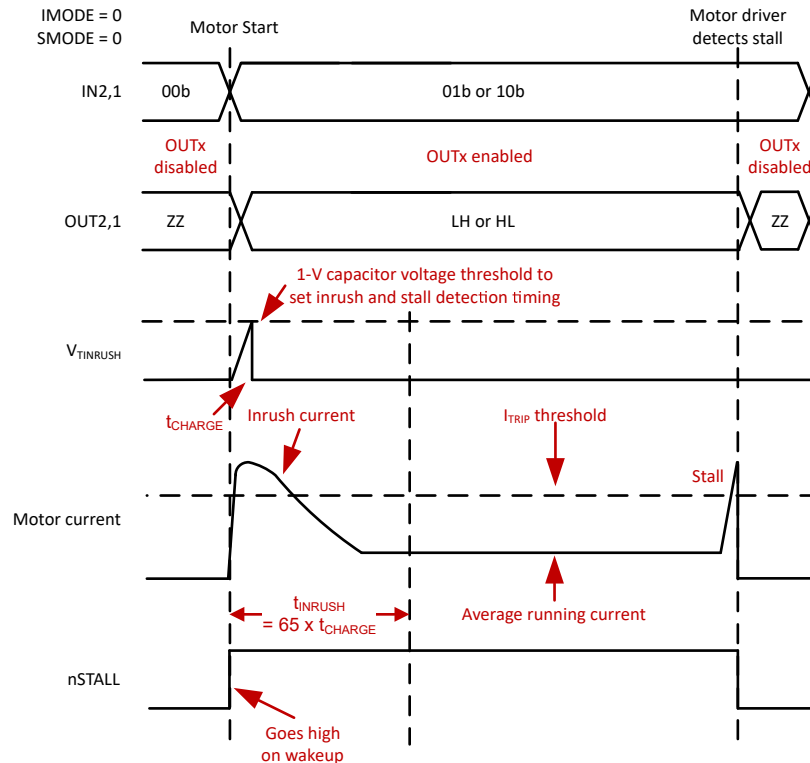 IMODE = 0
SMODE = 0
Motor Start
Motor driver
detects stall
IN2,1
00b
01b or 10b
OUTx
disabled
OUTx enabled
OUTx
disabled
OUT2,1
ZZ
LH or HL
ZZ
1-V capacitor voltage threshold to
set inrush and stall detection timing
VTINRUSH
tCHARGE
Inrush current
ITRIP threshold
Stall
Motor current
tINRUSH
= 65 x tCHARGE
Average running current
nSTALL
Goes high
on wakeup